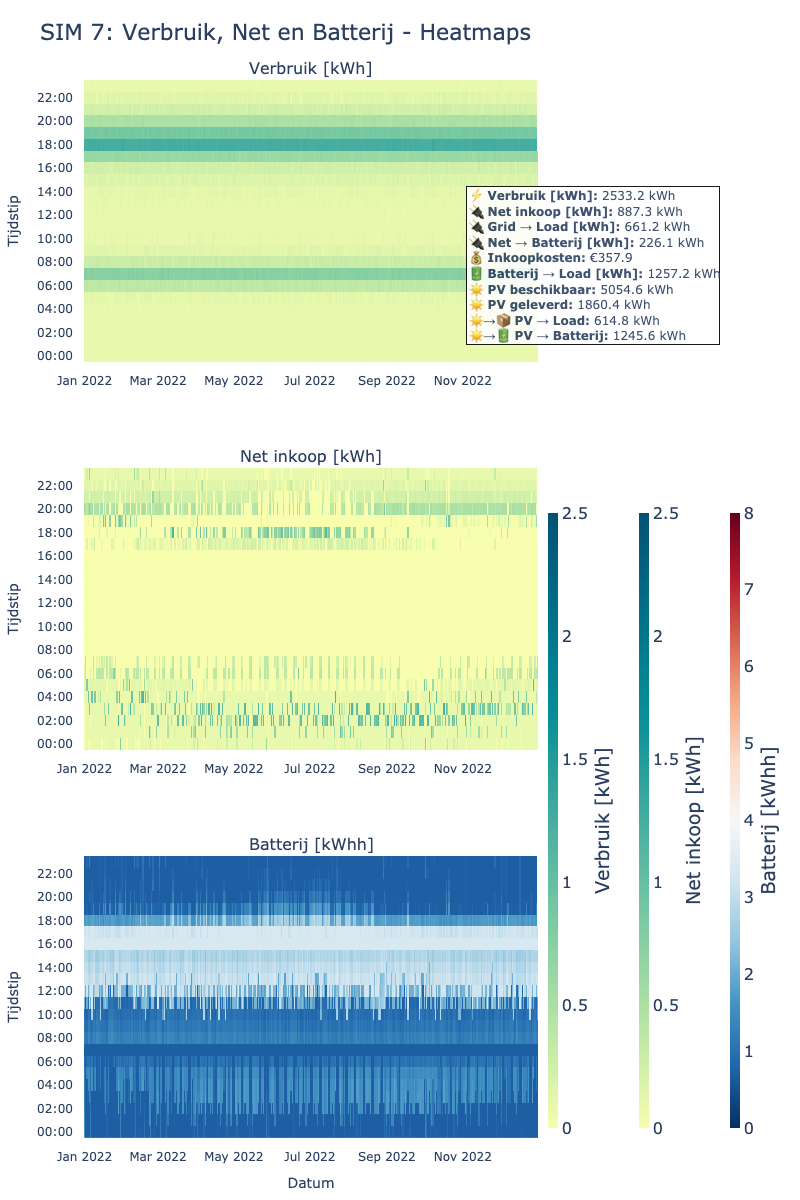 SIM 7: Verbruik, Net en Batterij - Heatmaps
Verbruik [kWh]
22:00
20:00
18:00
16:00
14:00
12:00
10:00
08:00
06:00
04:00
02:00
00:00
Tijdstip
Jan 2022 Mar 2022 May 2022 Jul 2022 Sep 2022 Nov 2022
⚡ Verbruik [kWh]: 2533.2 kWh
🔌 Net inkoop [kWh]: 887.3 kWh
🔌 Grid → Load [kWh]: 661.2 kWh
🔌 Net → Batterij [kWh]: 226.1 kWh
💰 Inkoopkosten: €357.9
🔋 Batterij → Load [kWh]: 1257.2 kWh
☀️ PV beschikbaar: 5054.6 kWh
☀️ PV geleverd: 1860.4 kWh
☀️→📦 PV → Load: 614.8 kWh
☀️→🔋 PV → Batterij: 1245.6 kWh
Net inkoop [kWh]
22:00
20:00
18:00
16:00
14:00
12:00
10:00
08:00
06:00
04:00
02:00
00:00
Tijdstip
Jan 2022 Mar 2022 May 2022 Jul 2022 Sep 2022 Nov 2022
Batterij [kWhh]
22:00
20:00
18:00
16:00
14:00
12:00
10:00
08:00
06:00
04:00
02:00
00:00
Tijdstip
Jan 2022 Mar 2022 May 2022 Jul 2022 Sep 2022 Nov 2022
Datum
2.5
2
1.5
1
0.5
0
Verbruik [kWh]
2.5
2
1.5
1
0.5
0
Net inkoop [kWh]
8
7
6
5
4
3
2
1
0
Batterij [kWhh]